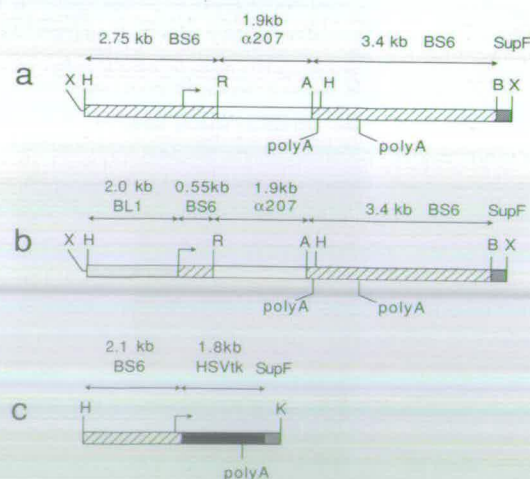 1.9kb
2.75 kb BS6 α207 3.4 kb BS6 SupF
a
X H R A H B X
polyA polyA
2.0 kb 0.55kb 1.9kb
BL1 BS6 α207 3.4 kb BS6 SupF
b
X H R A H B X
polyA polyA
2.1 kb 1.8kb
BS6 HSVtk SupF
c
H K
polyA